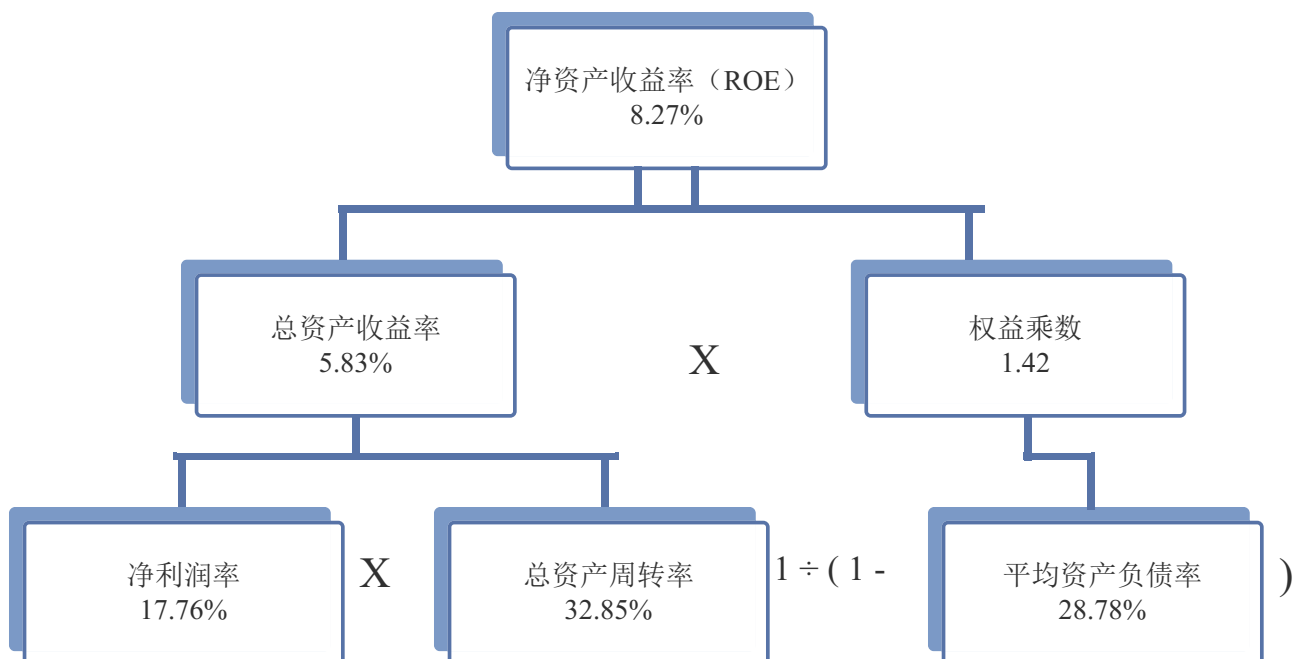 净资产收益率（ROE）
8.27%
总资产收益率
5.83%
X
权益乘数
1.42
净利润率
17.76%
X
总资产周转率
32.85%
1 ÷ ( 1 -
平均资产负债率
28.78%
)